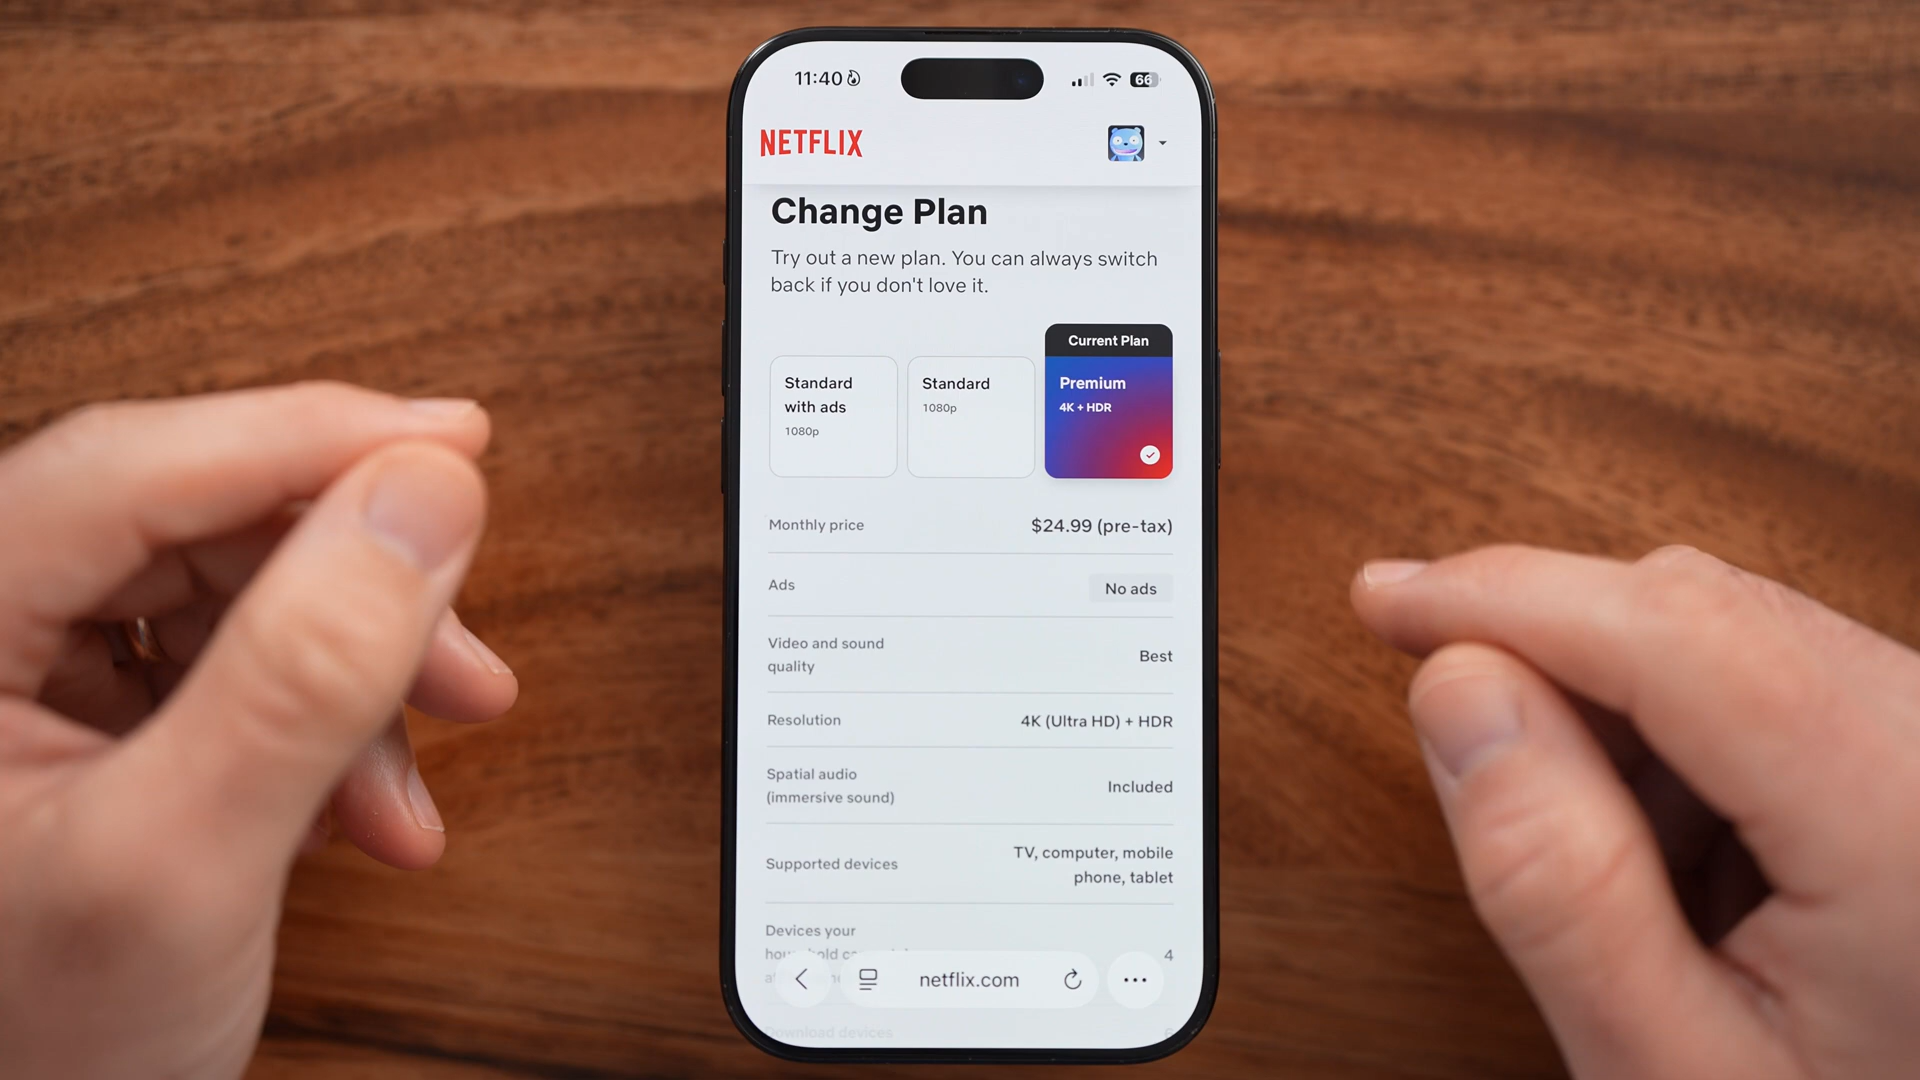 11:40
66
NETFLIX
Change Plan
Try out a new plan. You can always switch
back if you don't love it.
Current Plan
Standard
with ads
1080p
Standard
1080p
Premium
4K + HDR
Monthly price
$24.99 (pre-tax)
Ads
No ads
Video and sound
quality
Best
Resolution
4K (Ultra HD) + HDR
Spatial audio
(immersive sound)
Included
Supported devices
TV, computer, mobile
phone, tablet
Devices your
4
netflix.com
Download devices